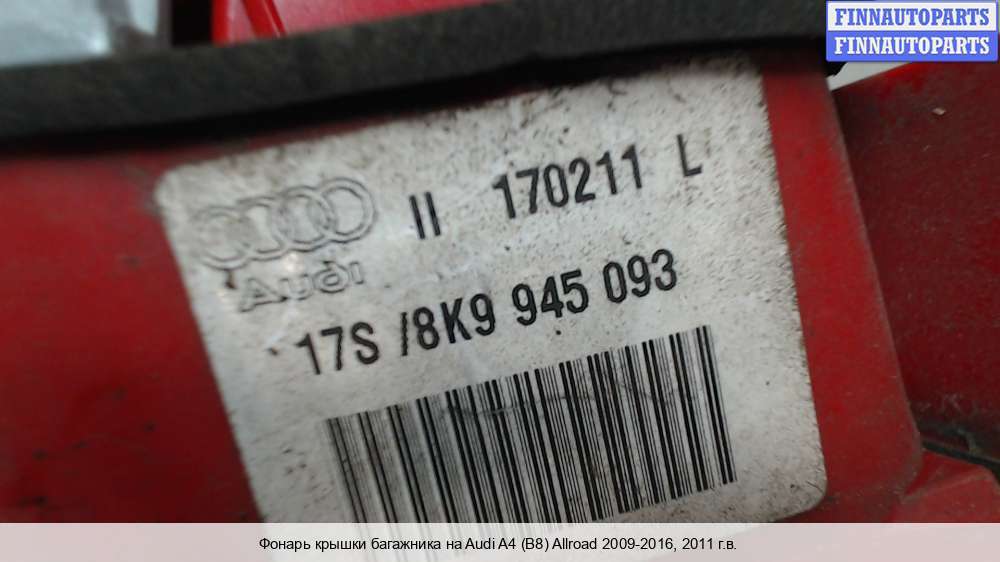 FINNAUTOPARTS
FINNAUTOPARTS
II 170211 L
Audi
17S /8K9 945 093
Фонарь крышки багажника на Audi A4 (B8) Allroad 2009-2016, 2011 г.в.